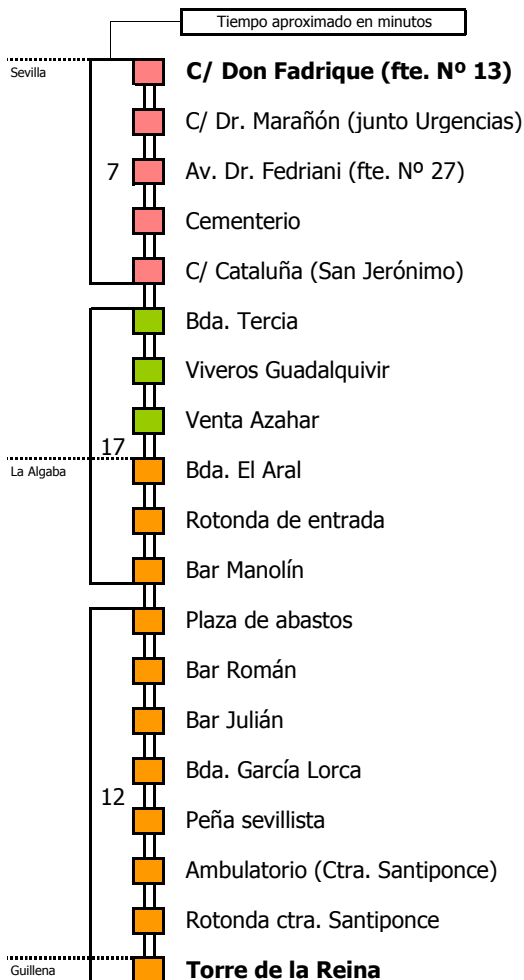 Tiempo aproximado en minutos
Sevilla
C/ Don Fadrique (fte. Nº 13)
C/ Dr. Marañón (junto Urgencias)
7
Av. Dr. Fedriani (fte. Nº 27)
Cementerio
C/ Cataluña (San Jerónimo)
Bda. Tercia
Viveros Guadalquivir
Venta Azahar
17
La Algaba
Bda. El Aral
Rotonda de entrada
Bar Manolín
Plaza de abastos
Bar Román
Bar Julián
Bda. García Lorca
12
Peña sevillista
Ambulatorio (Ctra. Santiponce)
Rotonda ctra. Santiponce
Guillena
Torre de la Reina